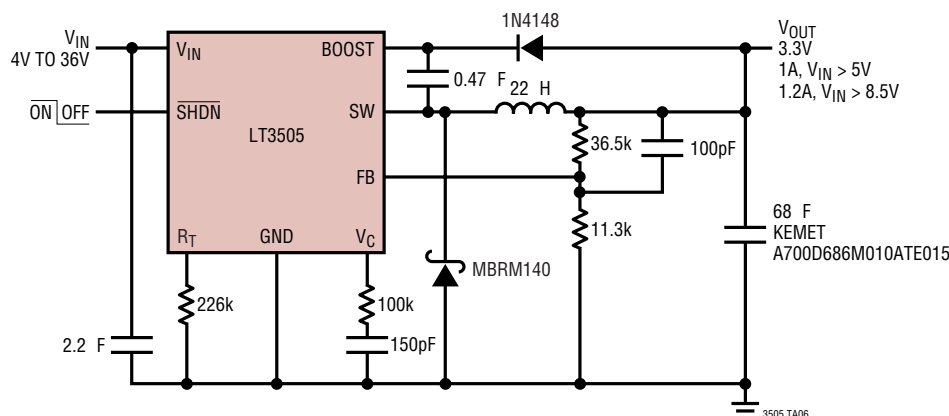 1N4148
VIN
4V TO 36V
VIN
BOOST
VOUT
3.3V
1A, VIN > 5V
1.2A, VIN > 8.5V
0.47 F
22 H
ON OFF
SHDN
SW
LT3505
36.5k
100pF
FB
11.3k
68 F
KEMET
A700D686M010ATE015
RT
GND
VC
MBRM140
226k
100k
2.2 F
150pF
3505 TA06